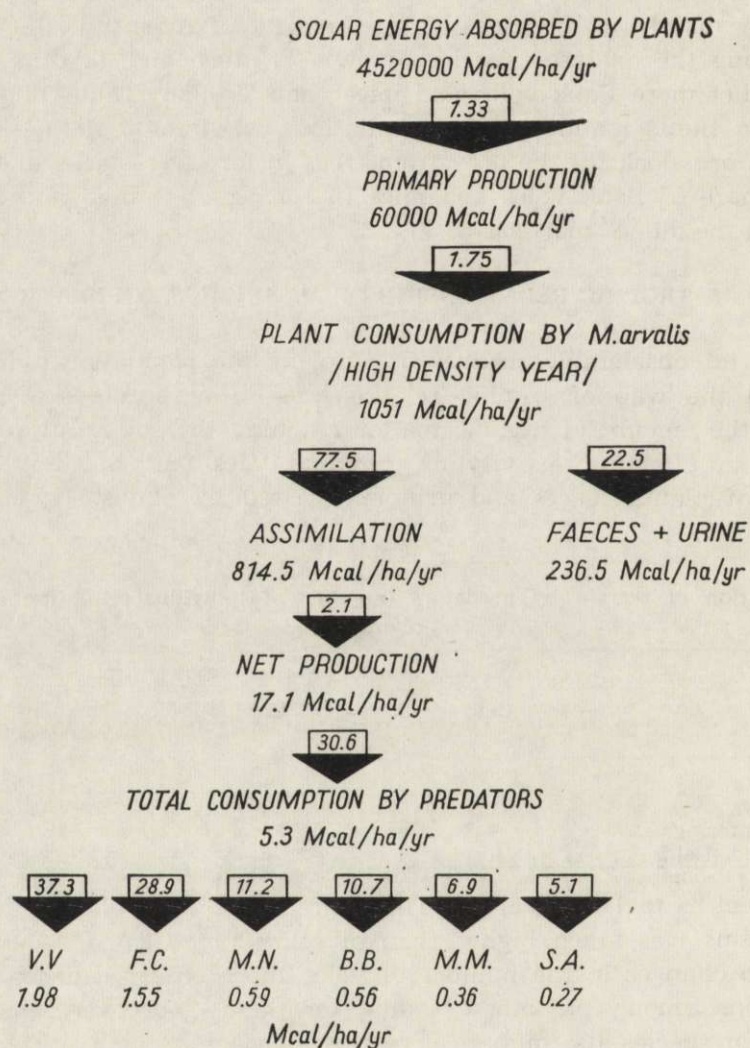 SOLAR ENERGY ABSORBED BY PLANTS
4520000 Mcal/ha/yr
1.33
PRIMARY PRODUCTION
60000 Mcal/ha/yr
1.75
PLANT CONSUMPTION BY M.arvalis
/HIGH DENSITY YEAR/
1051 Mcal/ha/yr
77.5 22.5
ASSIMILATION FAECES + URINE
814.5 Mcal/ha/yr 236.5 Mcal/ha/yr
2.1
NET PRODUCTION
17.1 Mcal/ha/yr
30.6
TOTAL CONSUMPTION BY PREDATORS
5.3 Mcal/ha/yr
37.3 28.9 11.2 10.7 6.9 5.1
V.V F.C. M.N. B.B. M.M. S.A.
1.98 1.55 0.59 0.56 0.36 0.27
Mcal/ha/yr